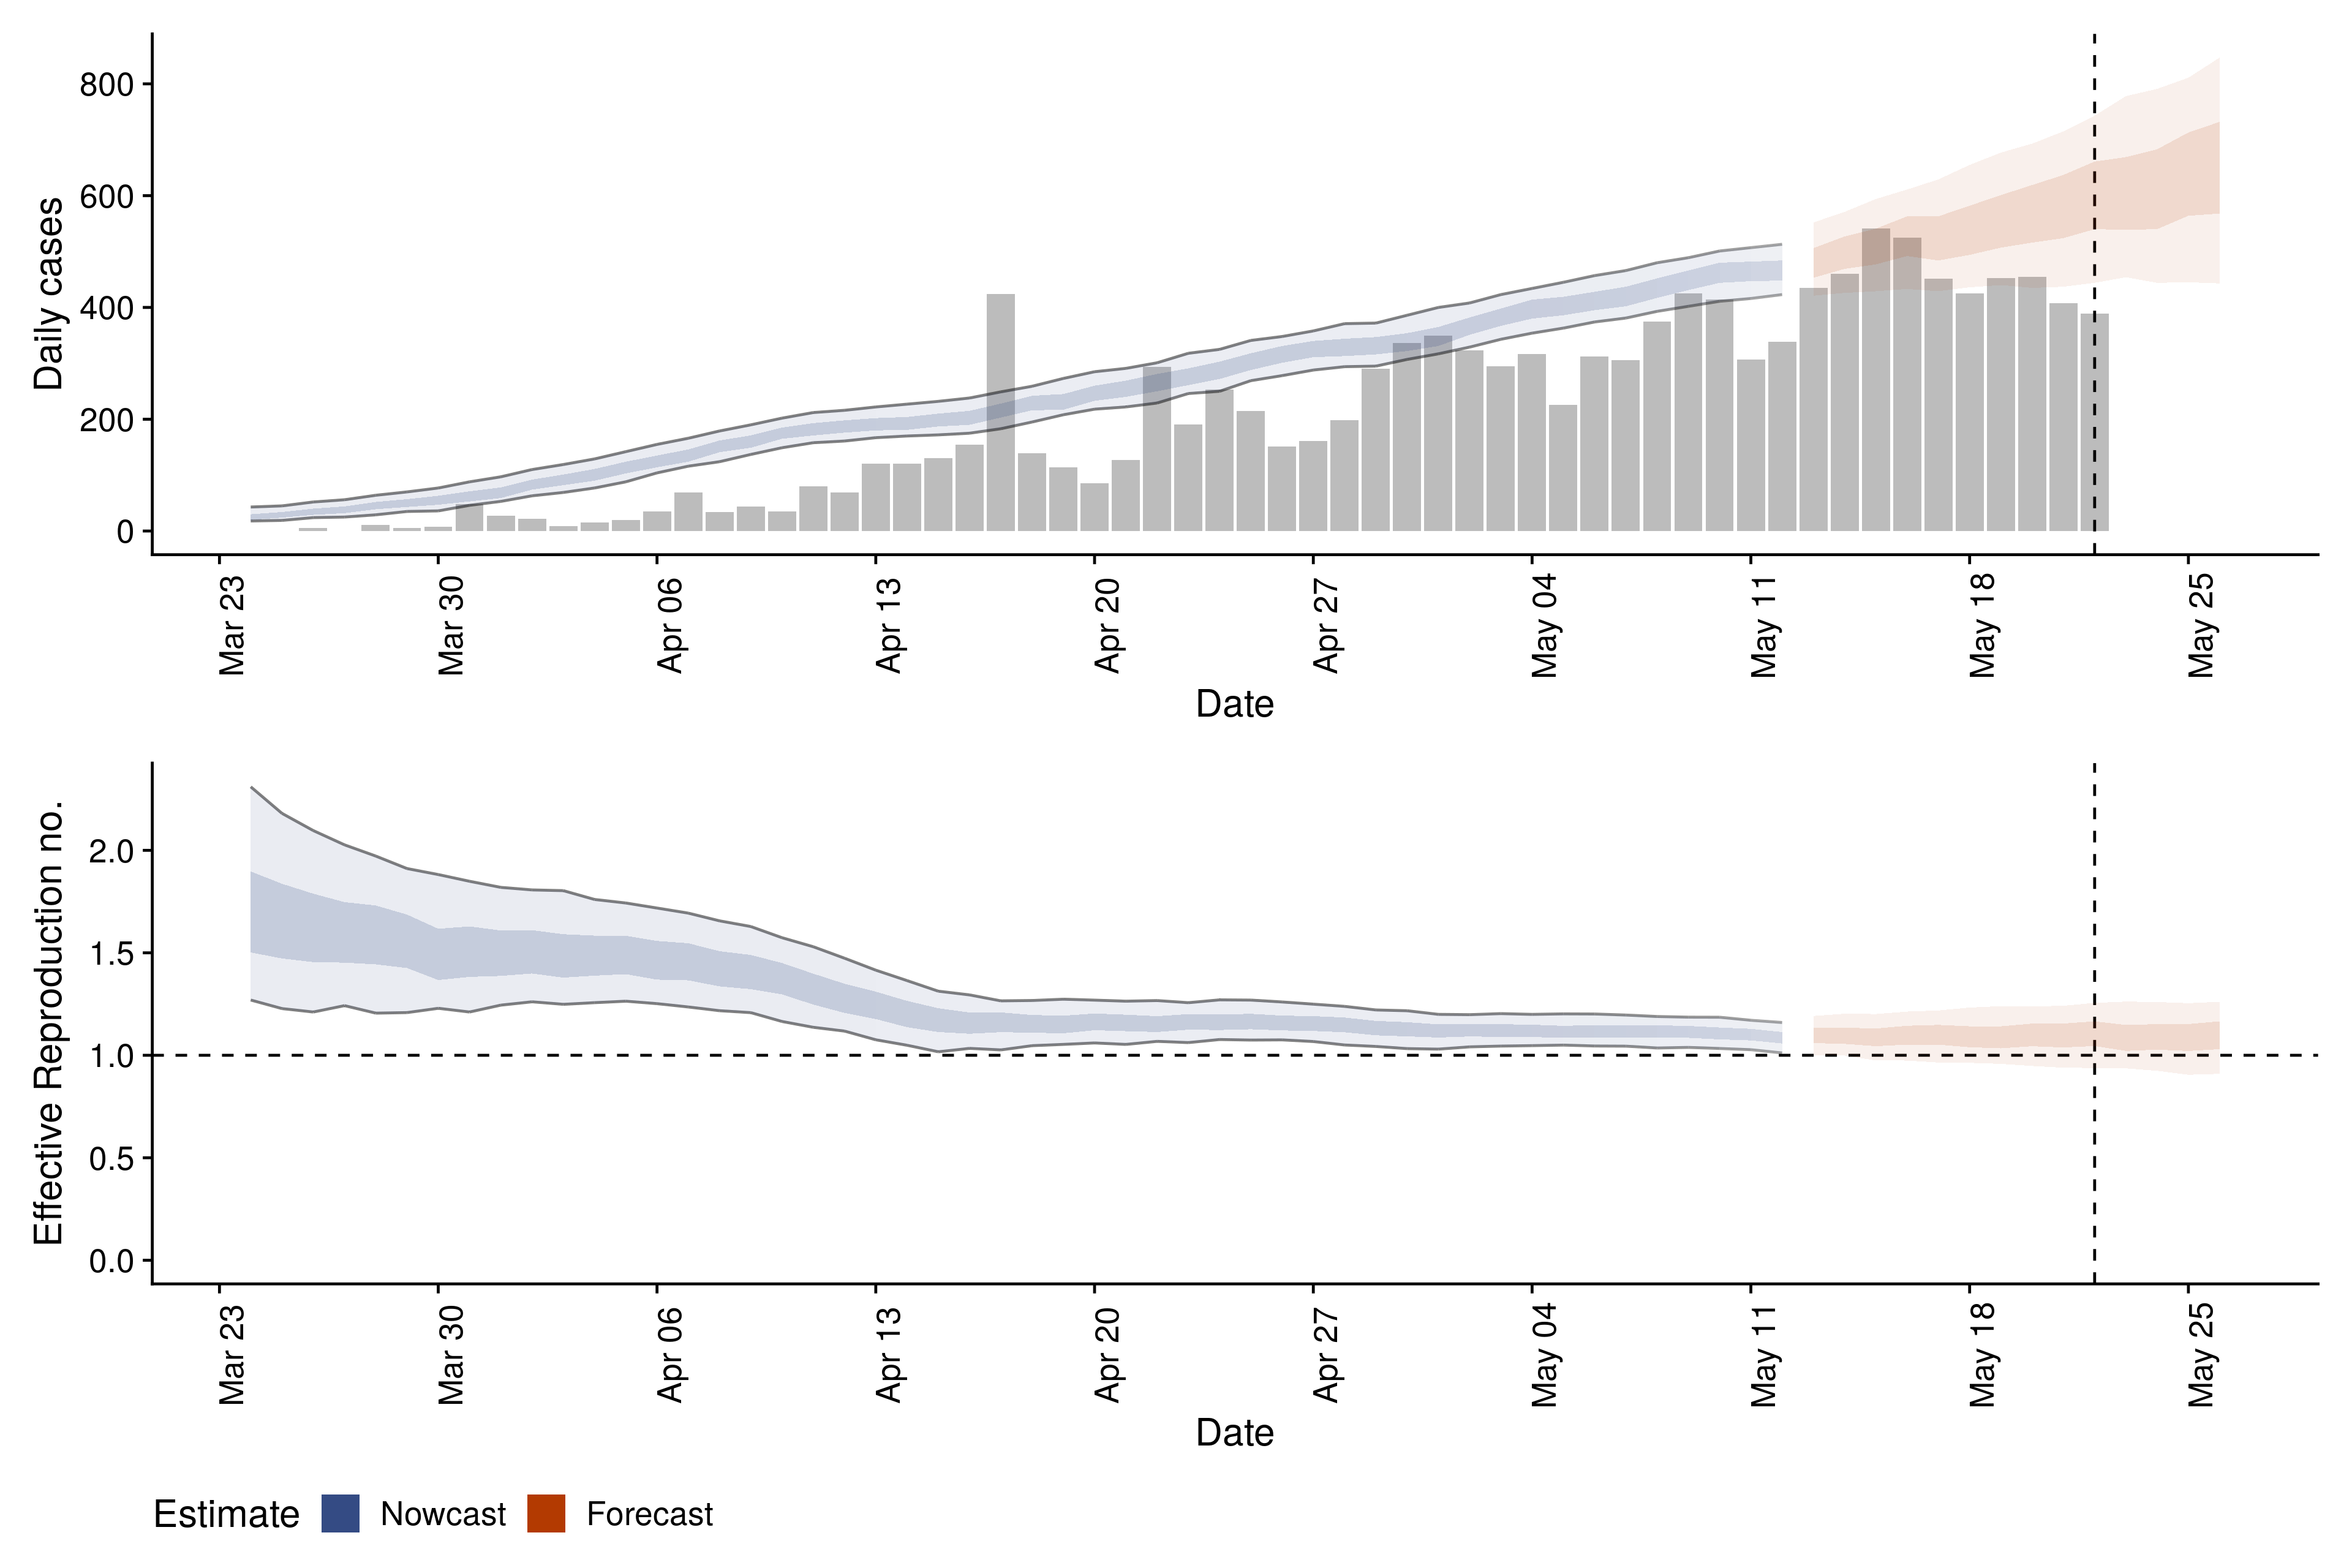 Daily cases
800
600
400
200
0
Mar 23
Mar 30
Apr 06
Apr 13
Apr 20
Apr 27
May 04
May 11
May 18
May 25
Date
Effective Reproduction no.
2.0
1.5
1.0
0.5
0.0
Mar 23
Mar 30
Apr 06
Apr 13
Apr 20
Apr 27
May 04
May 11
May 18
May 25
Date
Estimate Nowcast Forecast